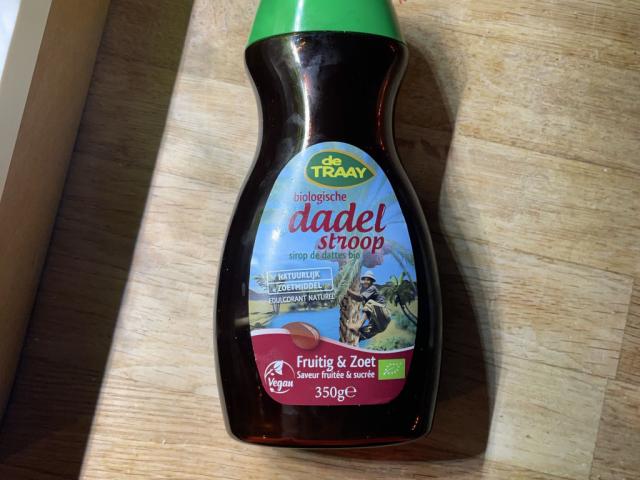 de
TRAAY
biologische
dadel
stroop
sirop de dattes bio
NATUURLIJK
ZOETMIDDEL
EDULCORANT NATUREL
Fruitig & Zoet
Saveur fruitée & sucrée
Vegan
350g℮